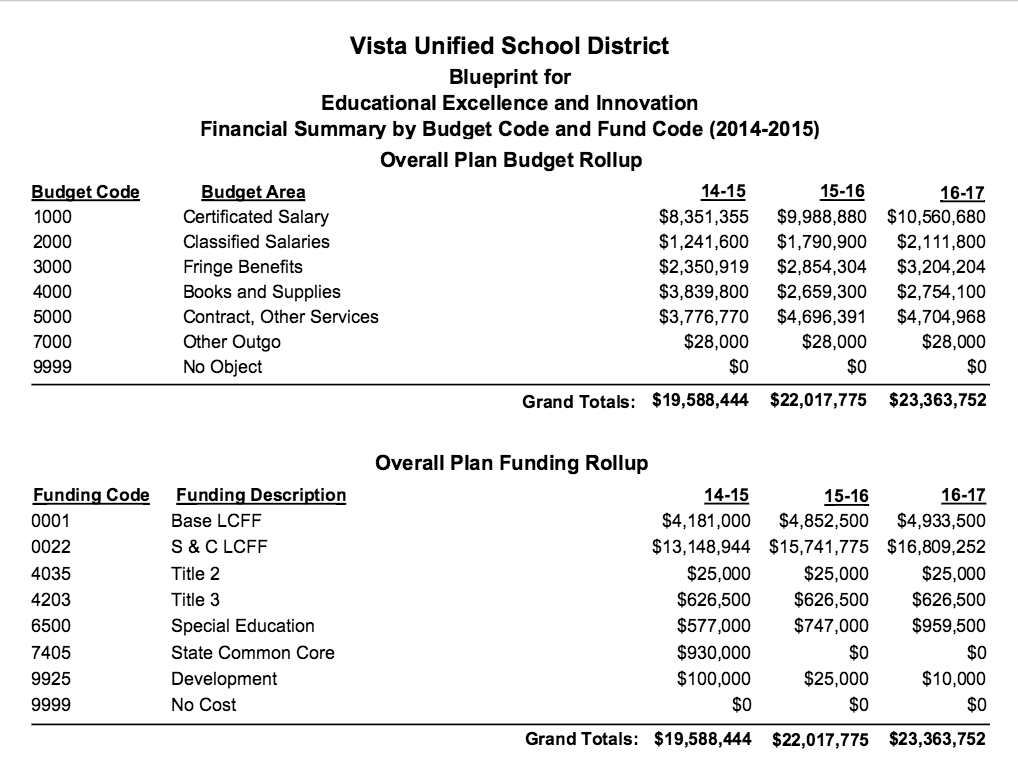 Vista Unified School District
Blueprint for
Educational Excellence and Innovation
Financial Summary by Budget Code and Fund Code (2014-2015)
Overall Plan Budget Rollup
Budget Code Budget Area 14-15 15-16 16-17
1000 Certificated Salary $8,351,355 $9,988,880 $10,560,680
2000 Classified Salaries $1,241,600 $1,790,900 $2,111,800
3000 Fringe Benefits $2,350,919 $2,854,304 $3,204,204
4000 Books and Supplies $3,839,800 $2,659,300 $2,754,100
5000 Contract, Other Services $3,776,770 $4,696,391 $4,704,968
7000 Other Outgo $28,000 $28,000 $28,000
9999 No Object $0 $0 $0
Grand Totals: $19,588,444 $22,017,775 $23,363,752
Overall Plan Funding Rollup
Funding Code Funding Description 14-15 15-16 16-17
0001 Base LCFF $4,181,000 $4,852,500 $4,933,500
0022 S & C LCFF $13,148,944 $15,741,775 $16,809,252
4035 Title 2 $25,000 $25,000 $25,000
4203 Title 3 $626,500 $626,500 $626,500
6500 Special Education $577,000 $747,000 $959,500
7405 State Common Core $930,000 $0 $0
9925 Development $100,000 $25,000 $10,000
9999 No Cost $0 $0 $0
Grand Totals: $19,588,444 $22,017,775 $23,363,752